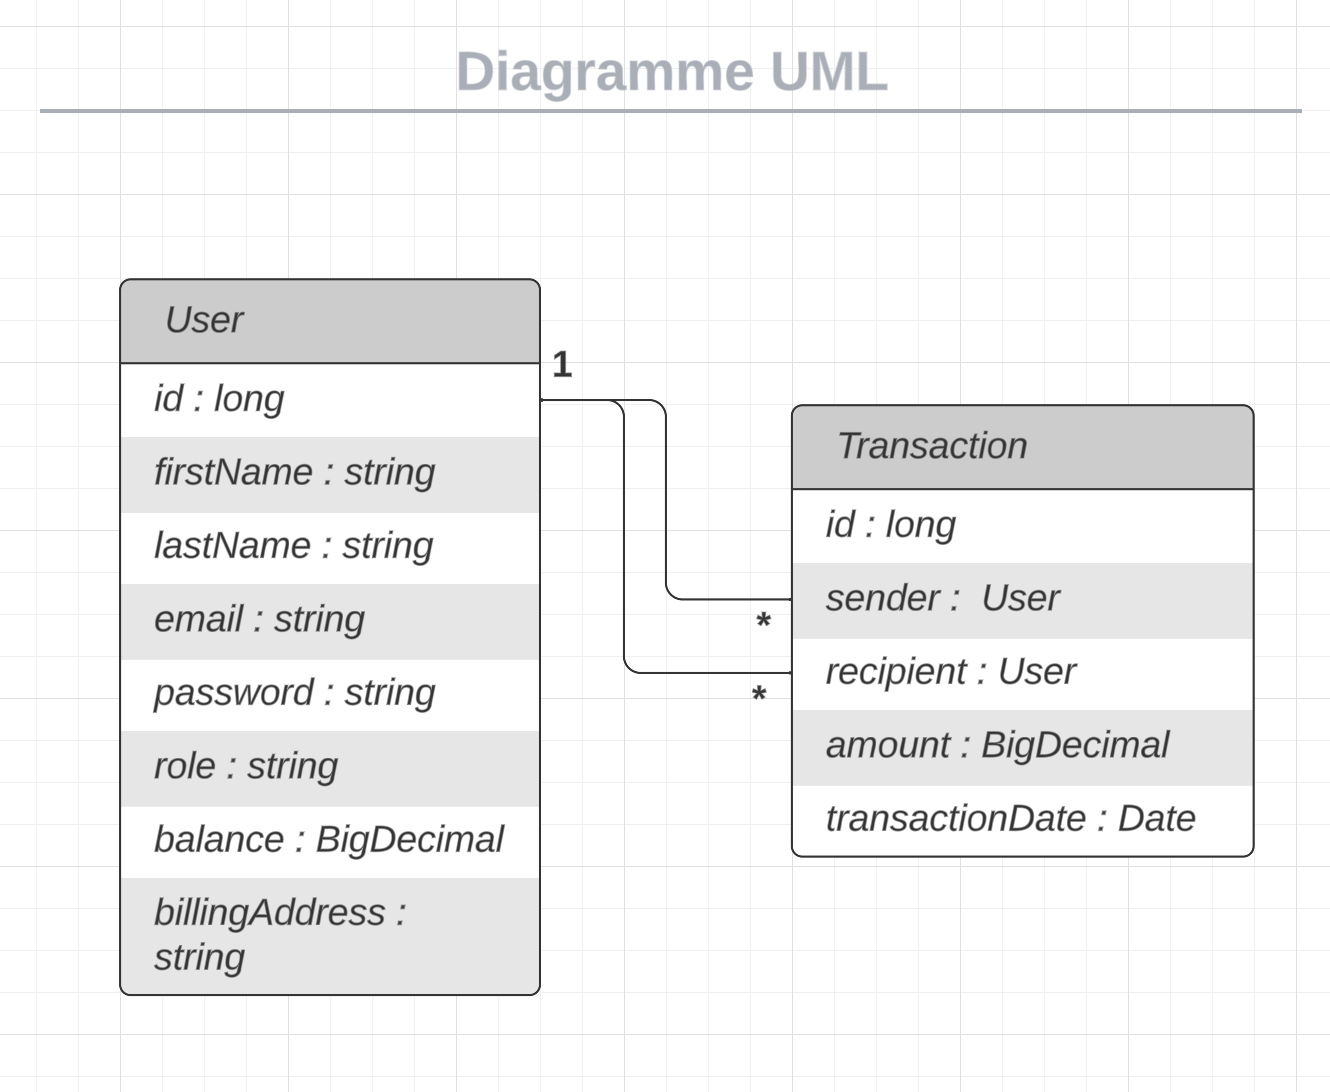 Diagramme UML
User
id : long
firstName : string
lastName : string
email : string
password : string
role : string
balance : BigDecimal
billingAddress :
string
1
*
*
Transaction
id : long
sender :  User
recipient : User
amount : BigDecimal
transactionDate : Date